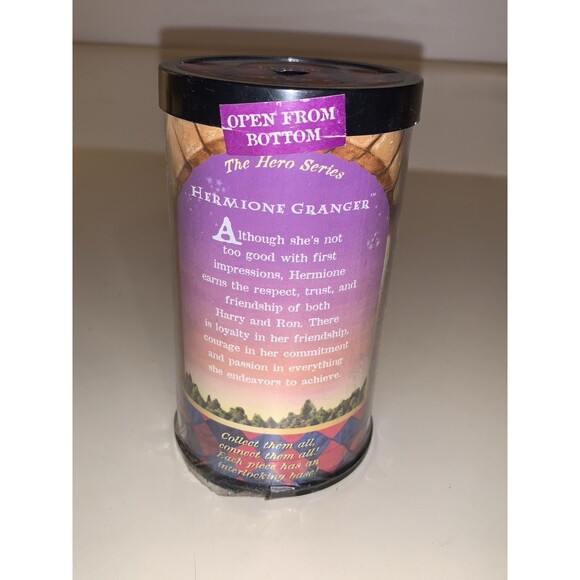 OPEN FROM
BOTTOM
The Hero Series
HERMIONE GRANGER™
Although she's not
too good with first
impressions, Hermione
earns the respect, trust, and
friendship of both
Harry and Ron. There
is loyalty in her friendship,
courage in her commitment
and passion in everything
she endeavors to achieve.
Collect them all,
connect them all!
Each piece has an
interlocking base!